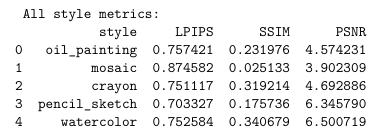 All style metrics:
style LPIPS SSIM PSNR
0 oil_painting 0.757421 0.231976 4.574231
1 mosaic 0.874582 0.025133 3.902309
2 crayon 0.751117 0.319214 4.692886
3 pencil_sketch 0.703327 0.175736 6.345790
4 watercolor 0.752584 0.340679 6.500719